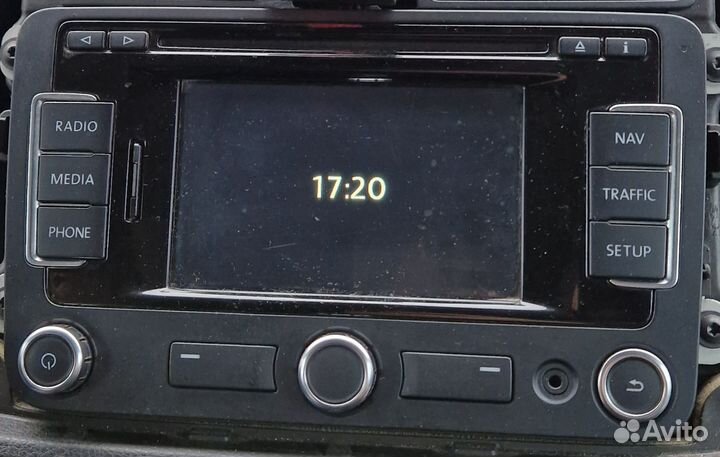 i
RADIO
NAV
MEDIA
17:20
TRAFFIC
PHONE
SETUP
Avito